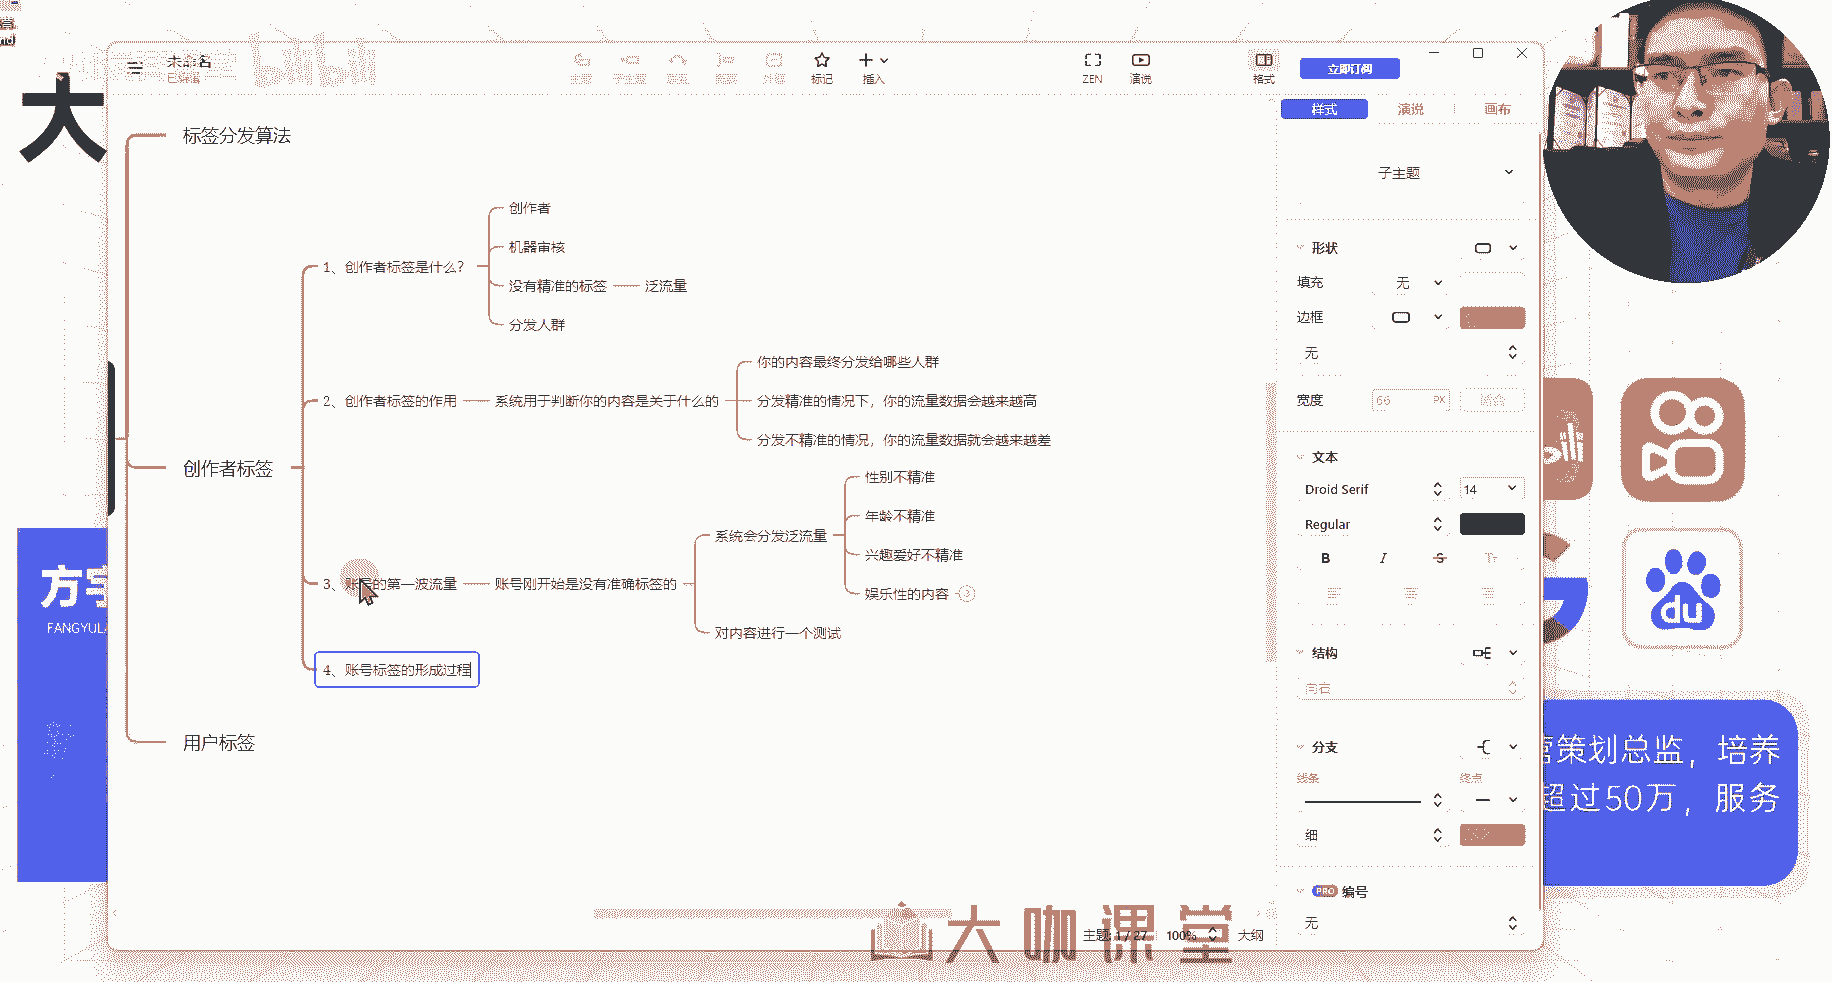 大
未命名
已编辑
bilibili
主题
子主题
标记
插入
ZEN
演说
格式
立即订阅
样式
演说
画布
标签分发算法
创作者
机器审核
1、创作者标签是什么？
没有精准的标签
泛流量
分发人群
你的内容最终分发给哪些人群
2、创作者标签的作用
系统用于判断你的内容是关于什么的
分发精准的情况下，你的流量数据会越来越高
分发不精准的情况，你的流量数据就会越来越差
创作者标签
性别不精准
年龄不精准
系统会分发泛流量
兴趣爱好不精准
3、账号的第一波流量
账号刚开始是没有准确标签的
娱乐性的内容
对内容进行一个测试
4、账号标签的形成过程
用户标签
子主题
形状
填充
无
边框
无
宽度
66
PX
文本
Droid Serif
14
Regular
B
I
S
Tт
结构
向右
分支
线条
终点
细
PRO
编号
无
方宇
FANGYULA
du
营策划总监，培养
超过50万，服务
大咖课堂
主题: 1 / 27
100%
大纲